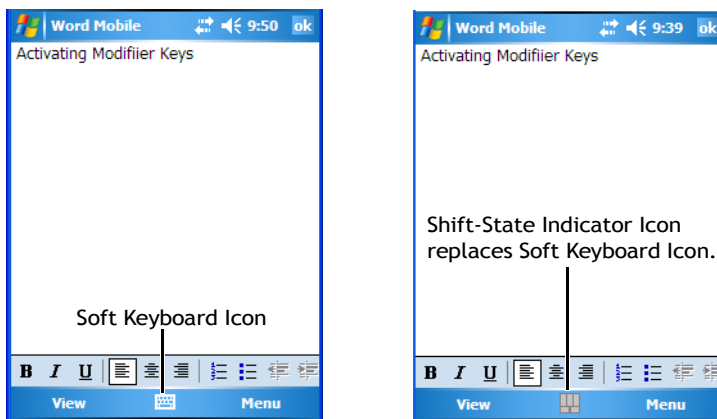 Word Mobile 9:50 ok
Activating Modifiier Keys
Soft Keyboard Icon
B I U
View Menu
Word Mobile 9:39 ok
Activating Modifiier Keys
Shift-State Indicator Icon
replaces Soft Keyboard Icon.
B I U
View Menu